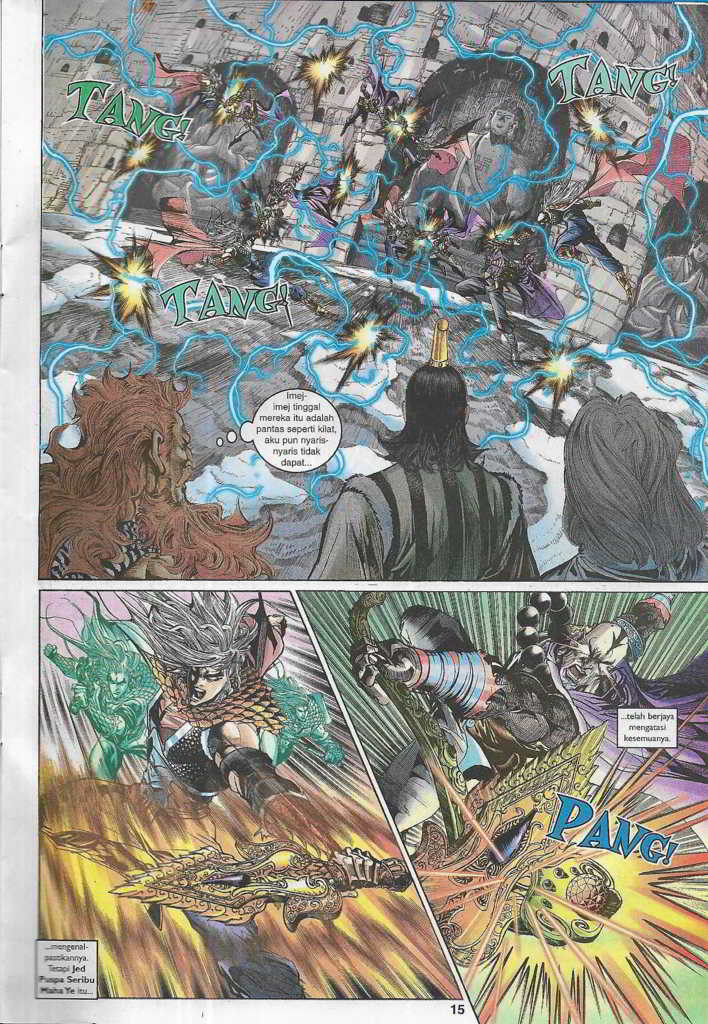 TANG!
TANG!
TANG!
Imej-
imej tinggal
mereka itu adalah
pantas seperti kilat,
aku pun nyaris-
nyaris tidak
dapat...
...telah berjaya
mengatasi
kesemuanya.
PANG!
...mengenal-
pastikannya.
Tetapi Jed
Puspa Seribu
Maha Ye itu...
15